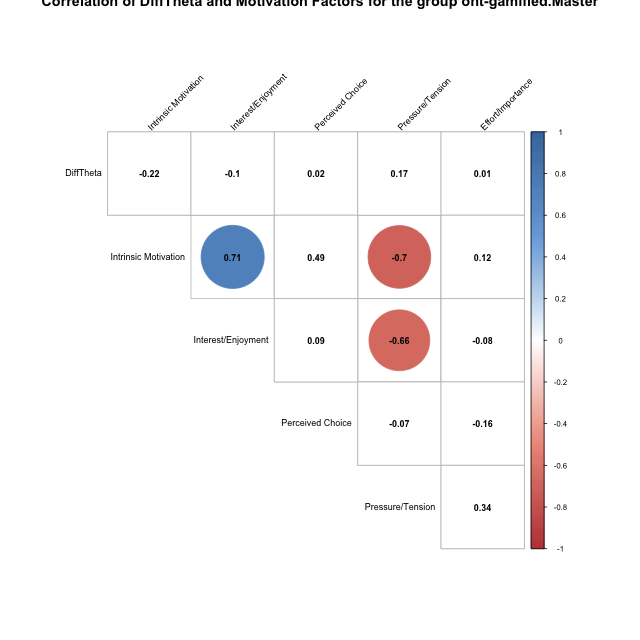 Correlation of DiffTheta and Motivation Factors for the group ont-gamified.Master
Intrinsic Motivation
Interest/Enjoyment
Perceived Choice
Pressure/Tension
Effort/Importance
DiffTheta -0.22 -0.1 0.02 0.17 0.01
Intrinsic Motivation 0.71 0.49 -0.7 0.12
Interest/Enjoyment 0.09 -0.66 -0.08
Perceived Choice -0.07 -0.16
Pressure/Tension 0.34
1
0.8
0.6
0.4
0.2
0
-0.2
-0.4
-0.6
-0.8
-1